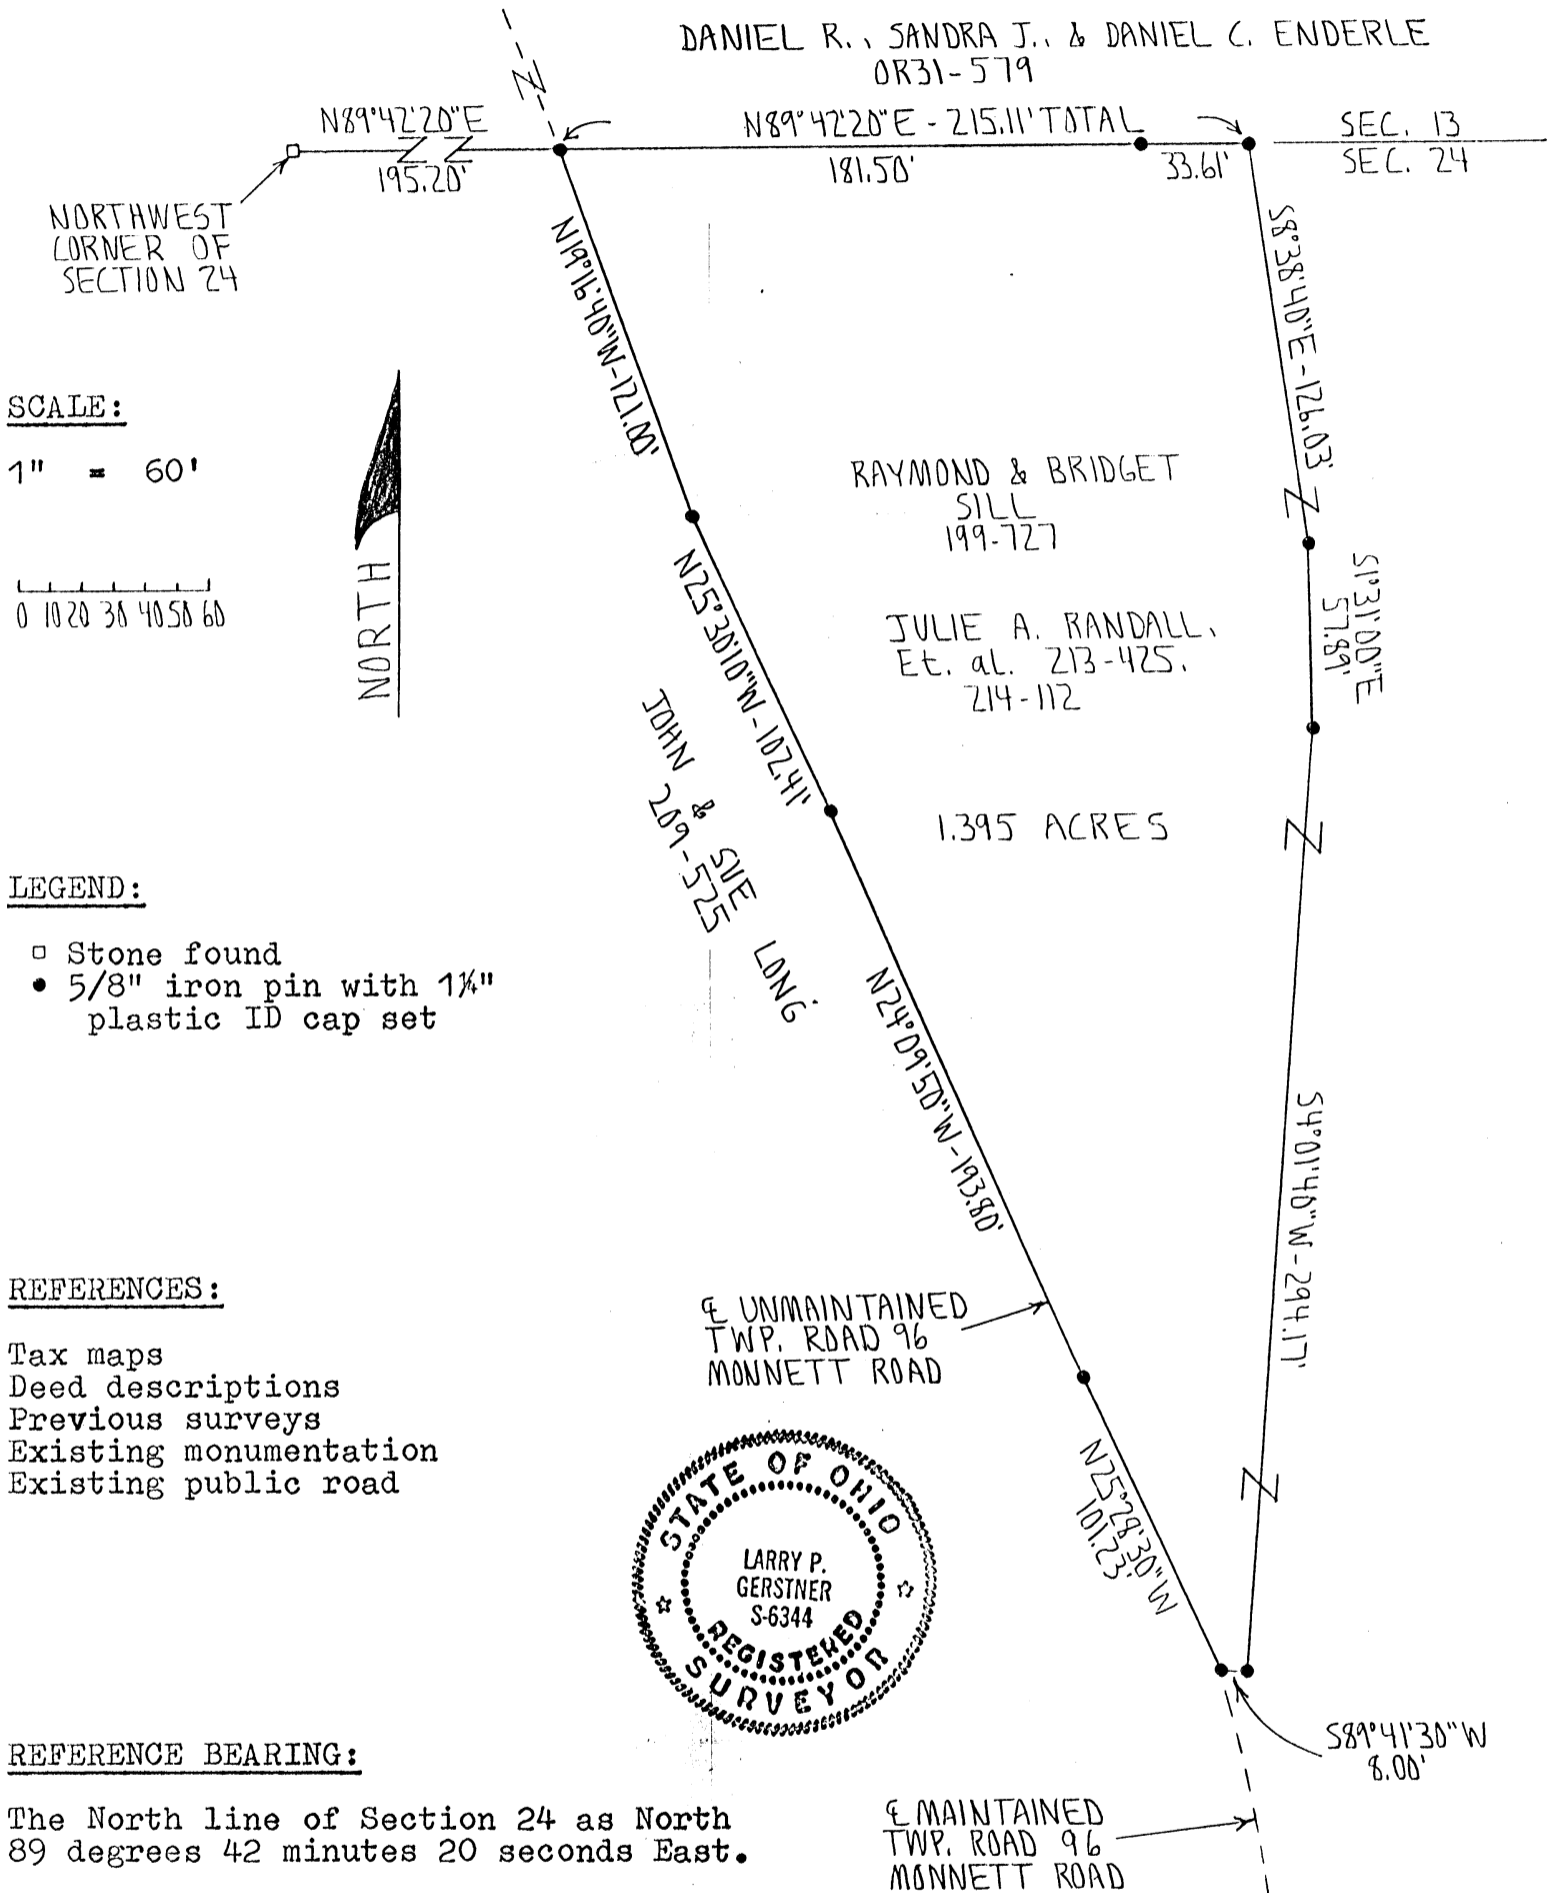 DANIEL R., SANDRA J., & DANIEL C. ENDERLE
OR31-579
N89°42'20"E
195.20'
N89°42'20"E - 215.11' TOTAL
181.50'
33.61'
SEC. 13
SEC. 24
NORTHWEST
CORNER OF
SECTION 24
N19°16'40"W-121.00'
S8°38'40"E-126.03'
SCALE:
1" = 60'
0 10 20 30 40 50 60
NORTH
RAYMOND & BRIDGET
SILL
199-727
S1°31'00"E
57.89'
N25°30'10"W-102.41'
JULIE A. RANDALL,
Et. al. 213-425,
214-112
JOHN & SUE LONG
209-525
1.395 ACRES
LEGEND:
Stone found
5/8" iron pin with 1¼"
plastic ID cap set
N24°09'50"W-193.80'
S4°01'40"W-294.17'
REFERENCES:
Tax maps
Deed descriptions
Previous surveys
Existing monumentation
Existing public road
℄ UNMAINTAINED
TWP. ROAD 96
MONNETT ROAD
N25°28'30"W
101.23'
STATE OF OHIO
LARRY P.
GERSTNER
S-6344
REGISTERED
SURVEYOR
S89°41'30"W
8.00'
REFERENCE BEARING:
The North line of Section 24 as North
89 degrees 42 minutes 20 seconds East.
℄ MAINTAINED
TWP. ROAD 96
MONNETT ROAD